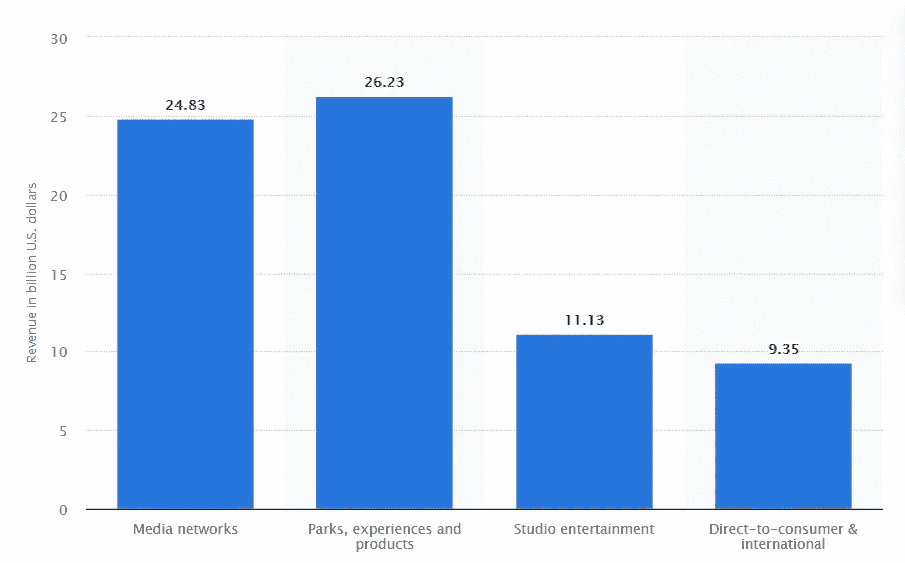 Revenue in billion U.S. dollars
30
25
20
15
10
5
0
24.83
26.23
11.13
9.35
Media networks
Parks, experiences and
products
Studio entertainment
Direct-to-consumer &
international